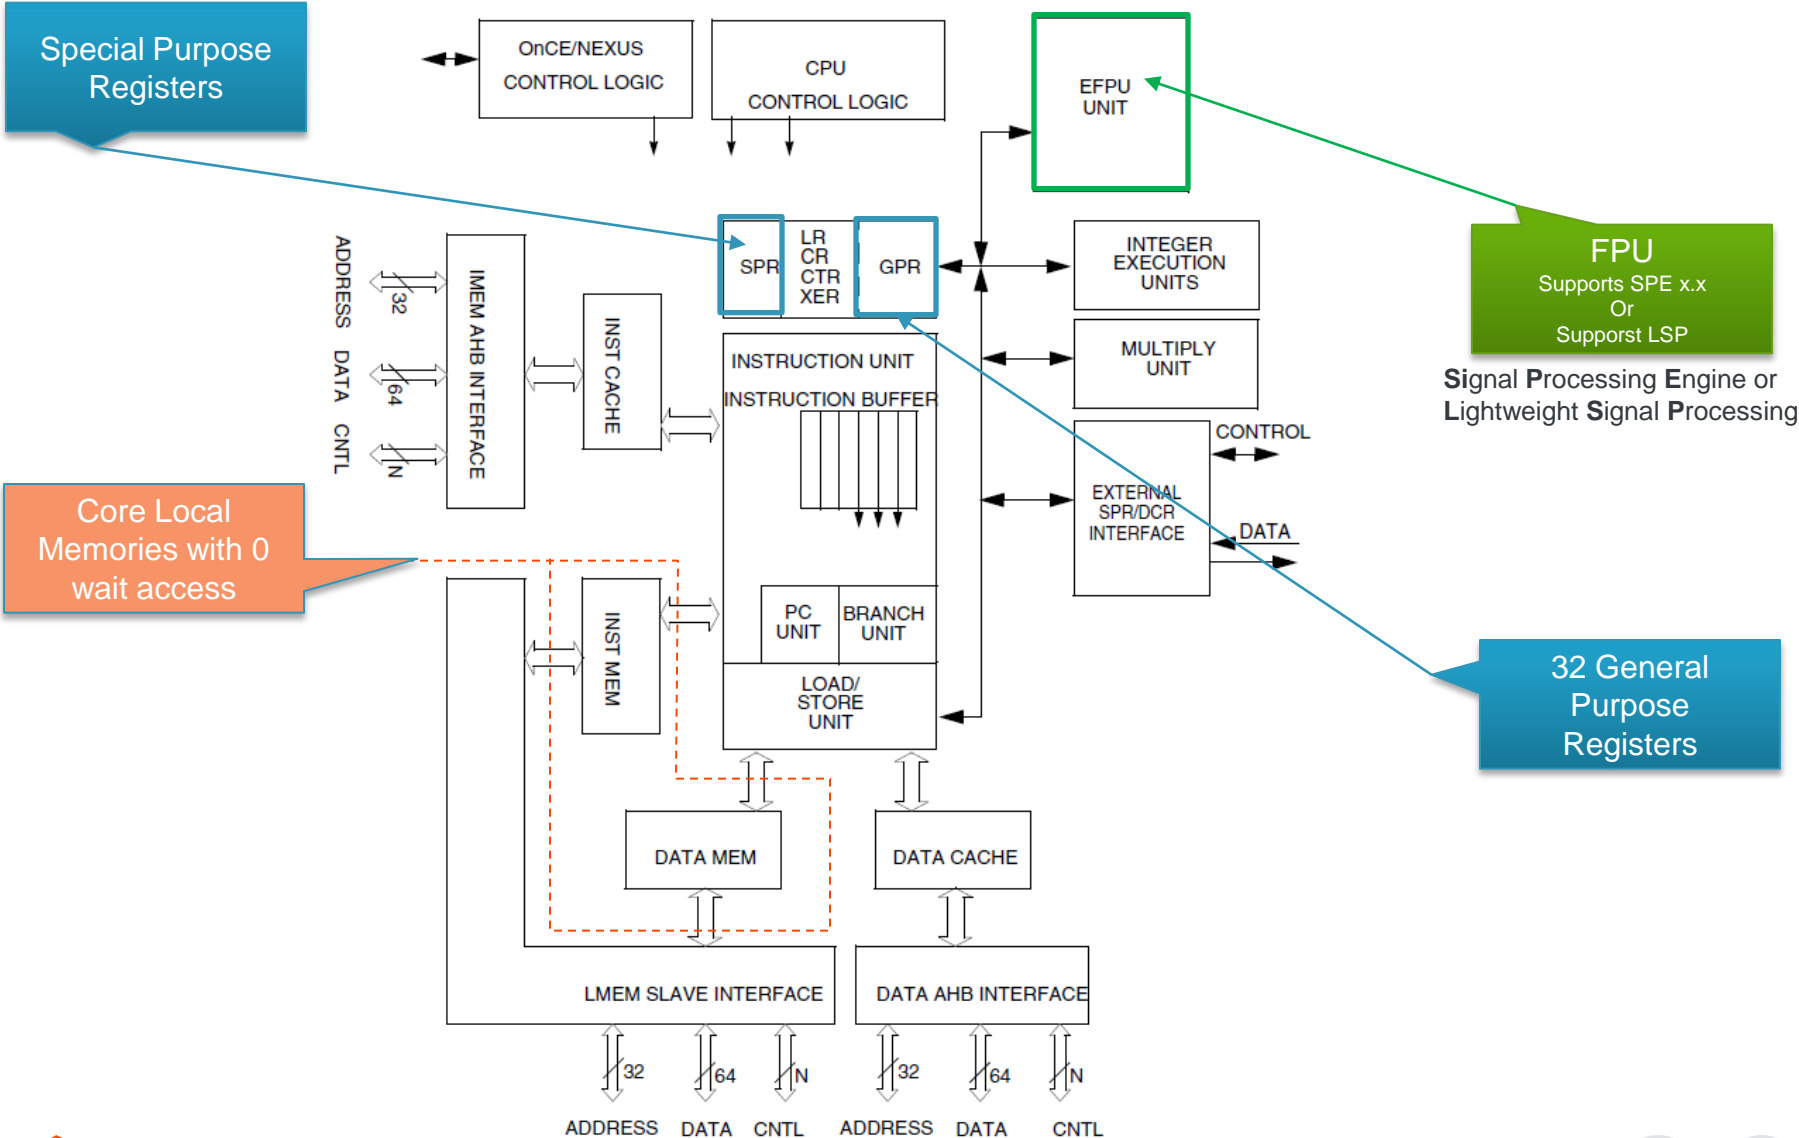 Special Purpose
Registers
OnCE/NEXUS
CONTROL LOGIC
CPU
CONTROL LOGIC
EFPU
UNIT
SPR
LR
CR
CTR
XER
GPR
INTEGER
EXECUTION
UNITS
FPU
Supports SPE x.x
Or
Supporst LSP
Signal Processing Engine or
Lightweight Signal Processing
ADDRESS
32
DATA
64
CNTL
N
IMEM AHB INTERFACE
INST CACHE
INSTRUCTION UNIT
INSTRUCTION BUFFER
MULTIPLY
UNIT
CONTROL
EXTERNAL
SPR/DCR
INTERFACE
DATA
Core Local
Memories with 0
wait access
INST MEM
PC
UNIT
BRANCH
UNIT
LOAD/
STORE
UNIT
32 General
Purpose
Registers
DATA MEM
DATA CACHE
LMEM SLAVE INTERFACE
DATA AHB INTERFACE
32
64
N
32
64
N
ADDRESS
DATA
CNTL
ADDRESS
DATA
CNTL